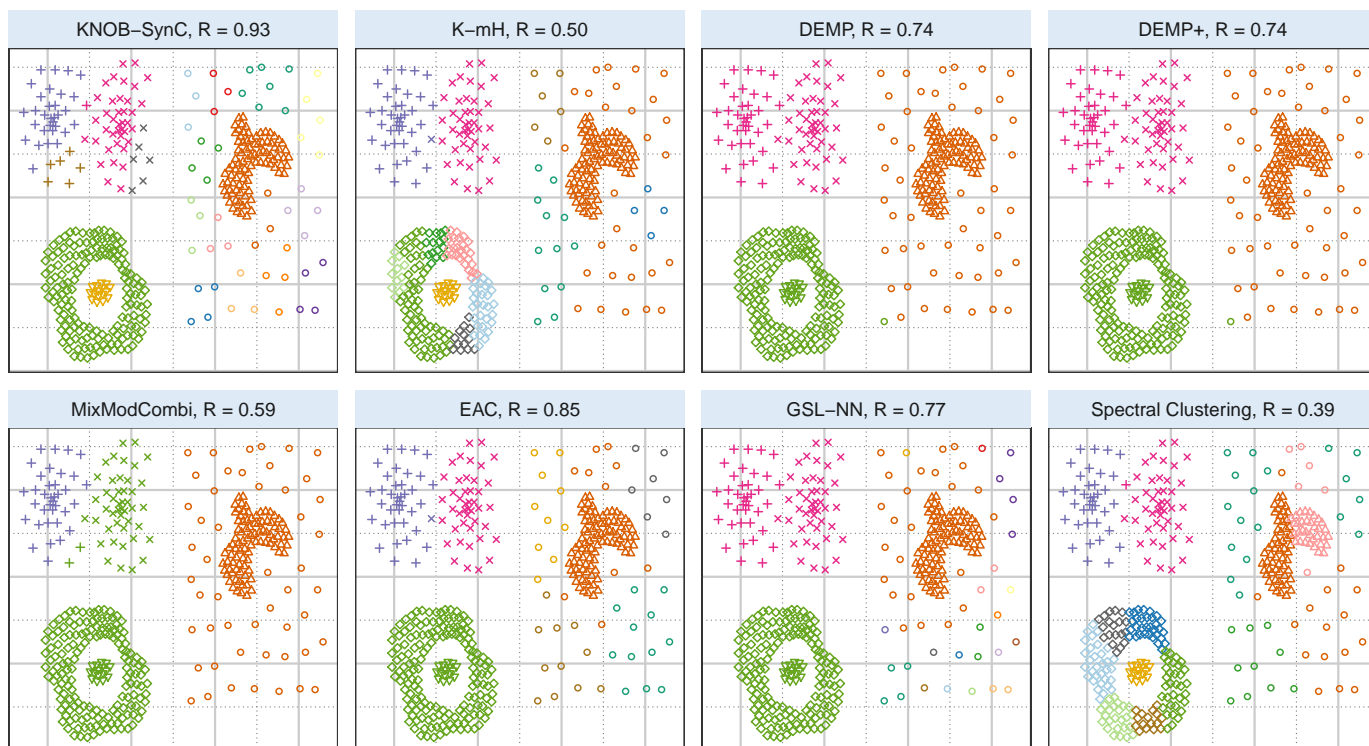 KNOB−SynC, R = 0.93
K−mH, R = 0.50
DEMP, R = 0.74
DEMP+, R = 0.74
MixModCombi, R = 0.59
EAC, R = 0.85
GSL−NN, R = 0.77
Spectral Clustering, R = 0.39